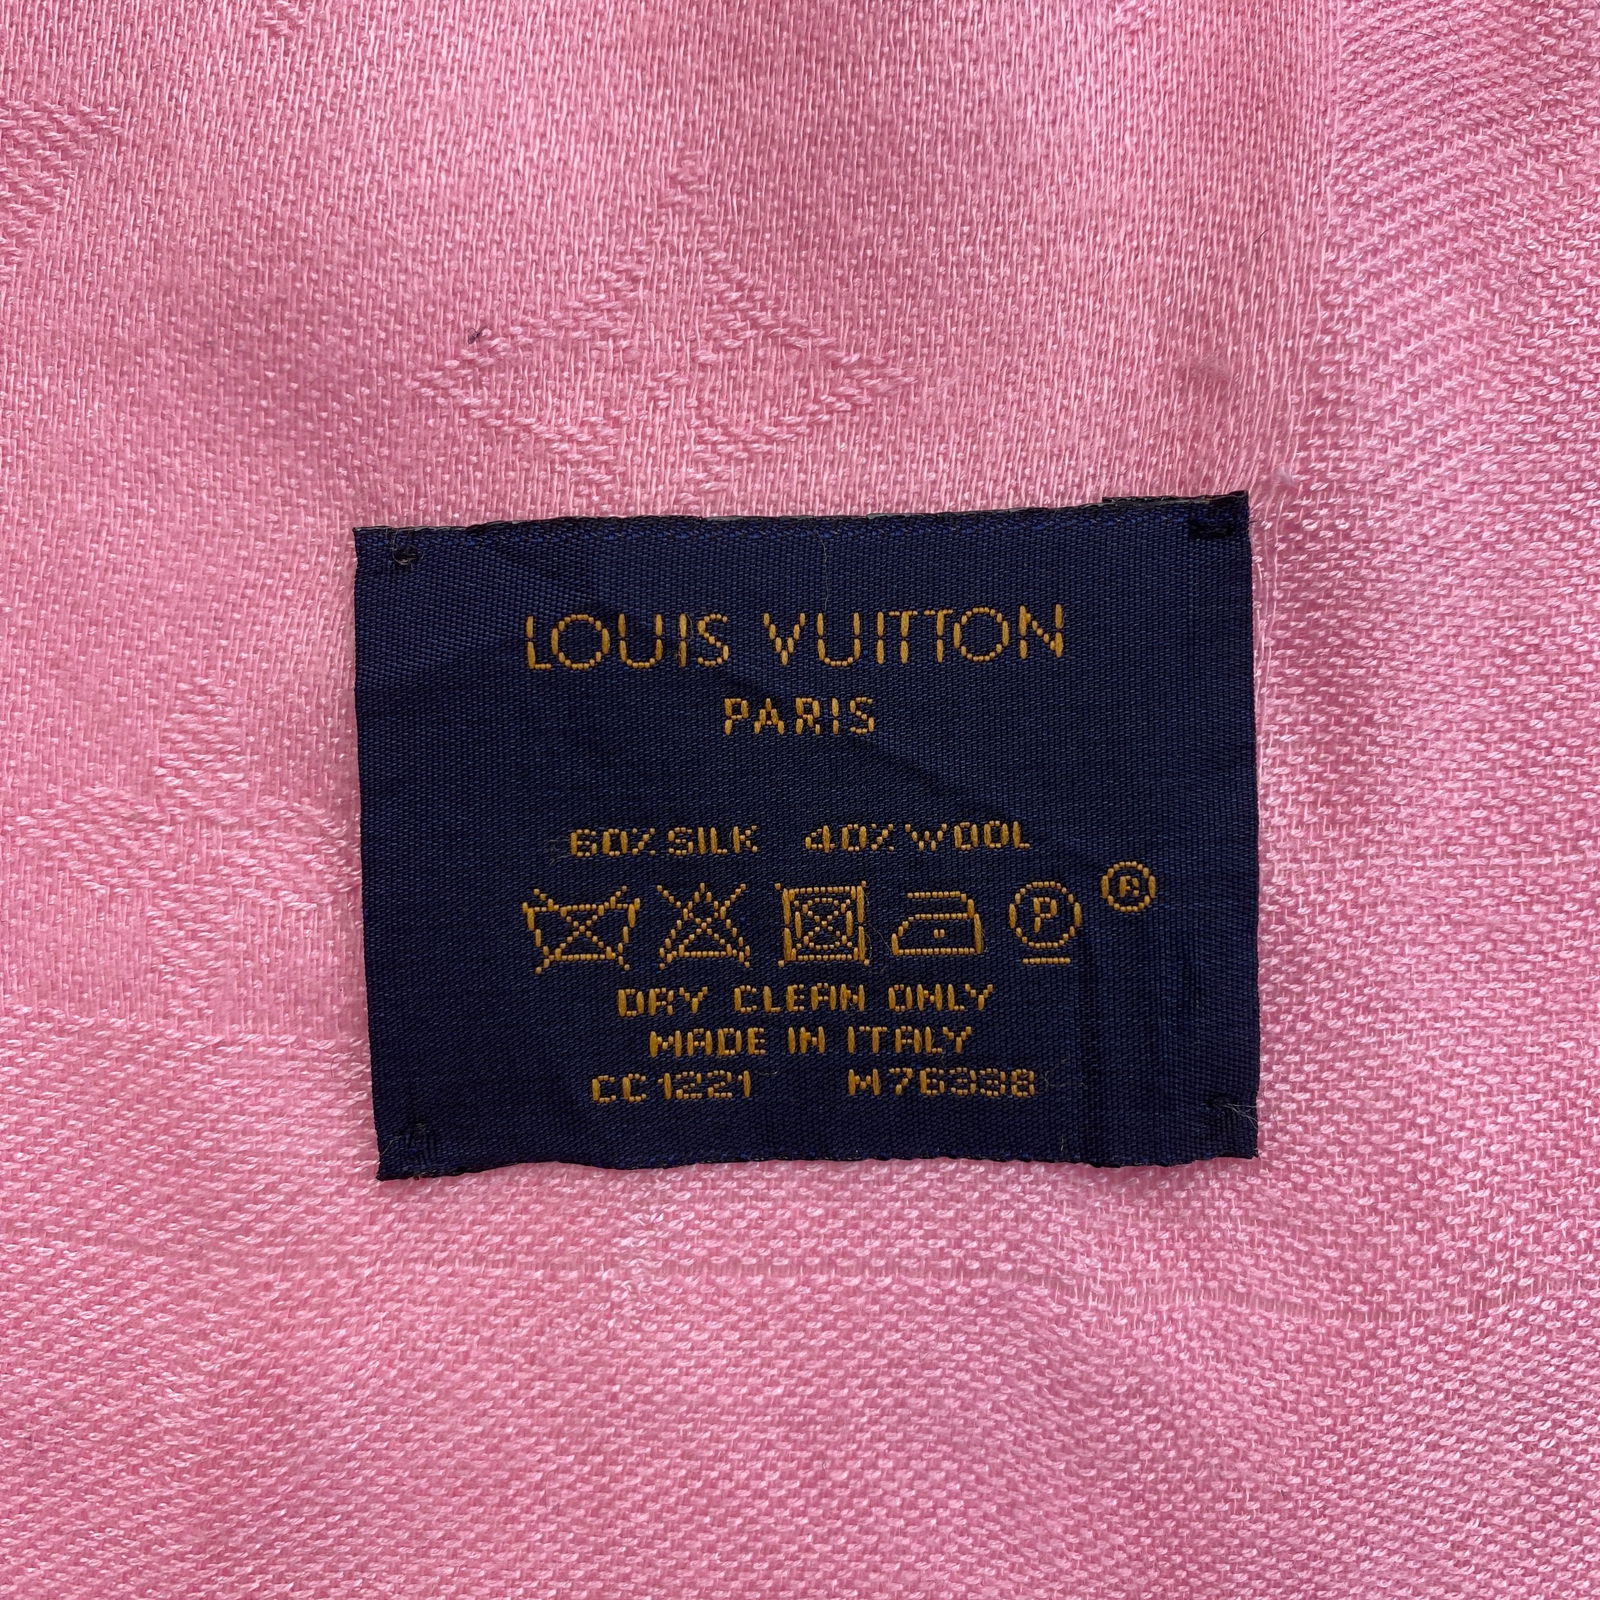 LOUIS VUITTON
PARIS
60% SILK 40% WOOL
P ®
DRY CLEAN ONLY
MADE IN ITALY
CC1221 M76338